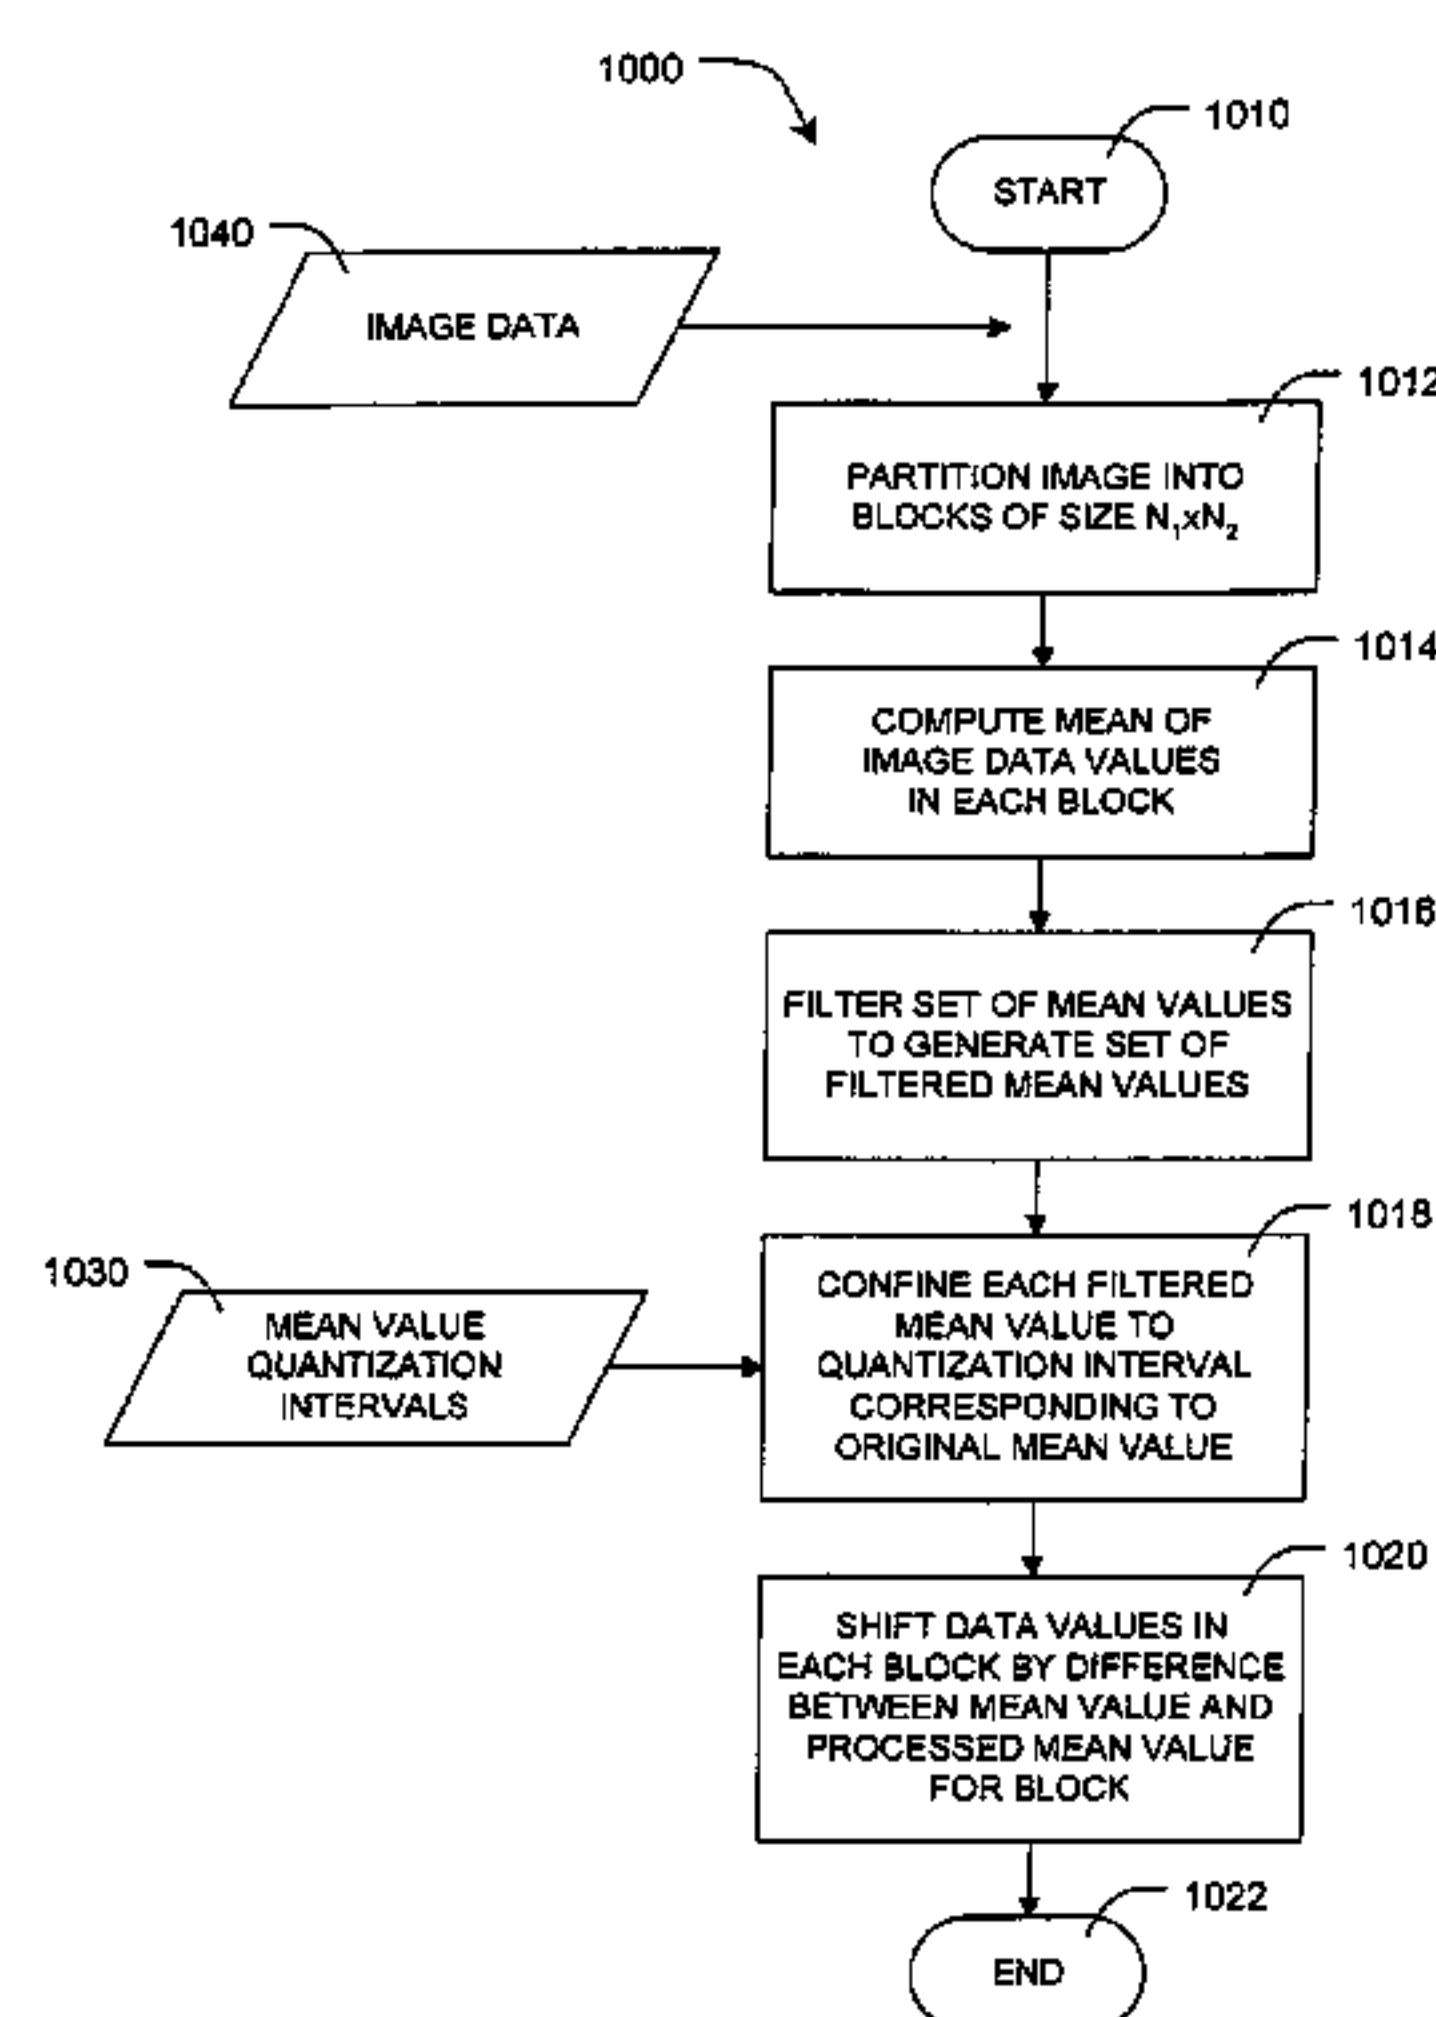 1000
1010
START
1040
IMAGE DATA
1012
PARTITION IMAGE INTO
BLOCKS OF SIZE N₁xN₂
1014
COMPUTE MEAN OF
IMAGE DATA VALUES
IN EACH BLOCK
1016
FILTER SET OF MEAN VALUES
TO GENERATE SET OF
FILTERED MEAN VALUES
1018
CONFINE EACH FILTERED
MEAN VALUE TO
QUANTIZATION INTERVAL
CORRESPONDING TO
ORIGINAL MEAN VALUE
1030
MEAN VALUE
QUANTIZATION
INTERVALS
1020
SHIFT DATA VALUES IN
EACH BLOCK BY DIFFERENCE
BETWEEN MEAN VALUE AND
PROCESSED MEAN VALUE
FOR BLOCK
1022
END